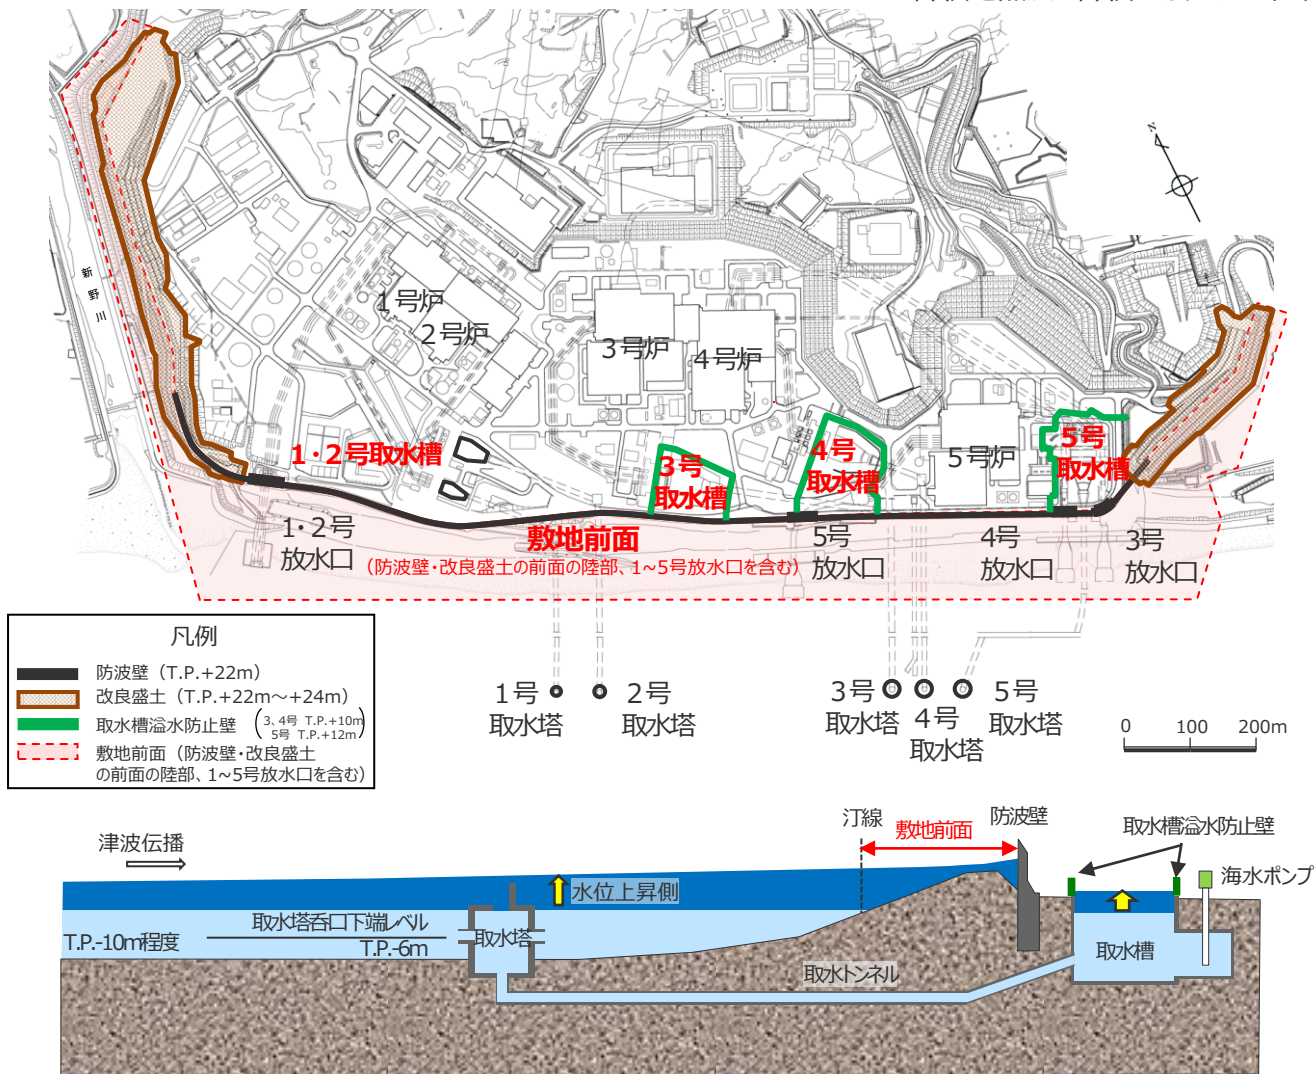 N
新野川
1号炉
2号炉
3号炉
4号炉
5号炉
1・2号取水槽
3号
取水槽
4号
取水槽
5号
取水槽
敷地前面
(防波壁・改良盛土の前面の陸部、1~5号放水口を含む)
1・2号
放水口
5号
放水口
4号
放水口
3号
放水口
凡例
防波壁（T.P.+22m）
改良盛土（T.P.+22m～+24m）
取水槽溢水防止壁
3、4号 T.P.+10m
5号 T.P.+12m
敷地前面（防波壁・改良盛土
の前面の陸部、1~5号放水口を含む）
1号
取水塔
2号
取水塔
3号
取水塔
4号
取水塔
5号
取水塔
0 100 200m
津波伝播
汀線
敷地前面
防波壁
取水槽溢水防止壁
海水ポンプ
水位上昇側
取水塔呑口下端レベル
T.P.-10m程度
T.P.-6m
取水塔
取水槽
取水トンネル